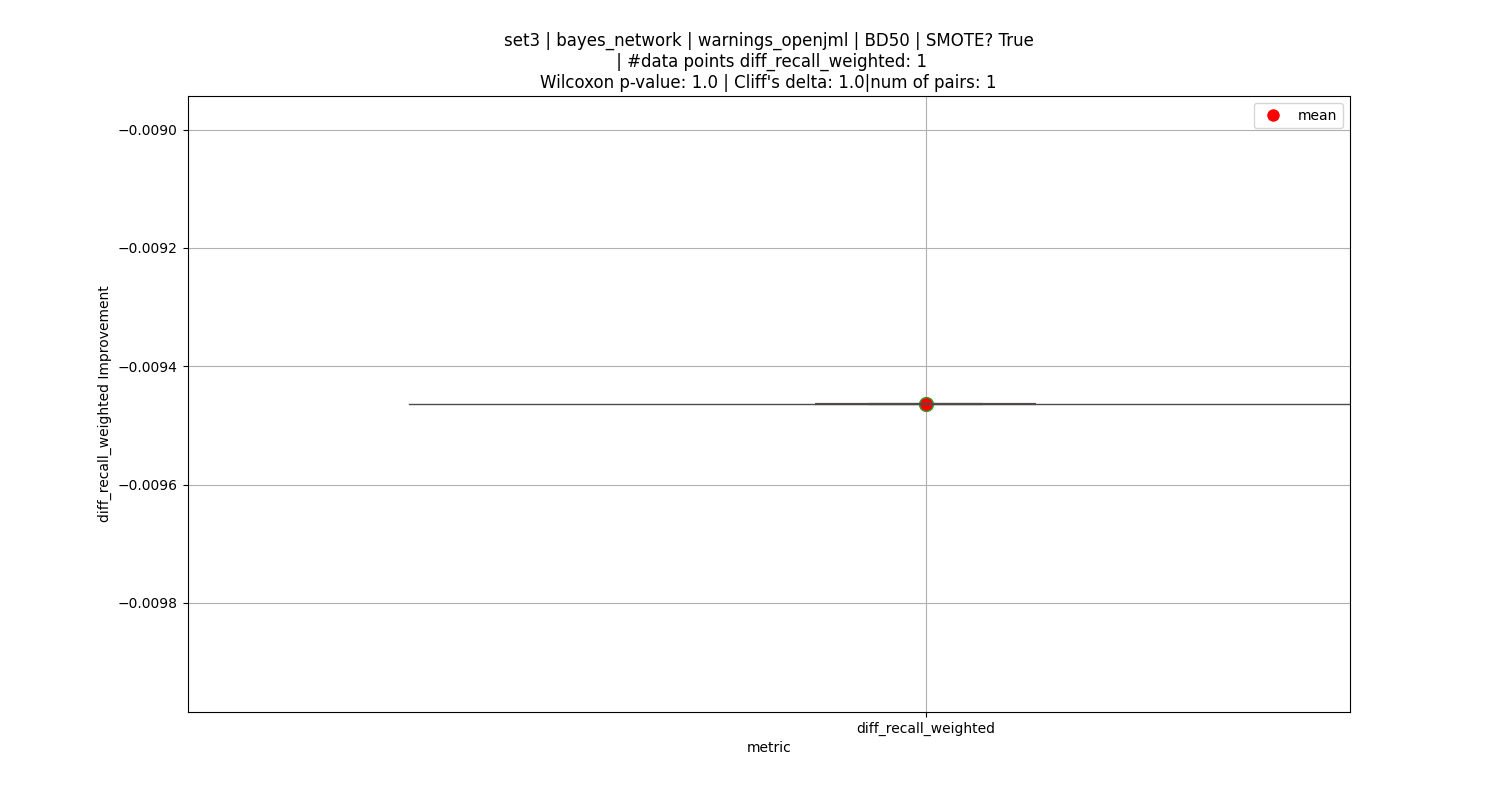 set3 | bayes_network | warnings_openjml | BD50 | SMOTE? True
| #data points diff_recall_weighted: 1
Wilcoxon p-value: 1.0 | Cliff's delta: 1.0|num of pairs: 1
mean
−0.0090
−0.0092
−0.0094
−0.0096
−0.0098
diff_recall_weighted Improvement
diff_recall_weighted
metric